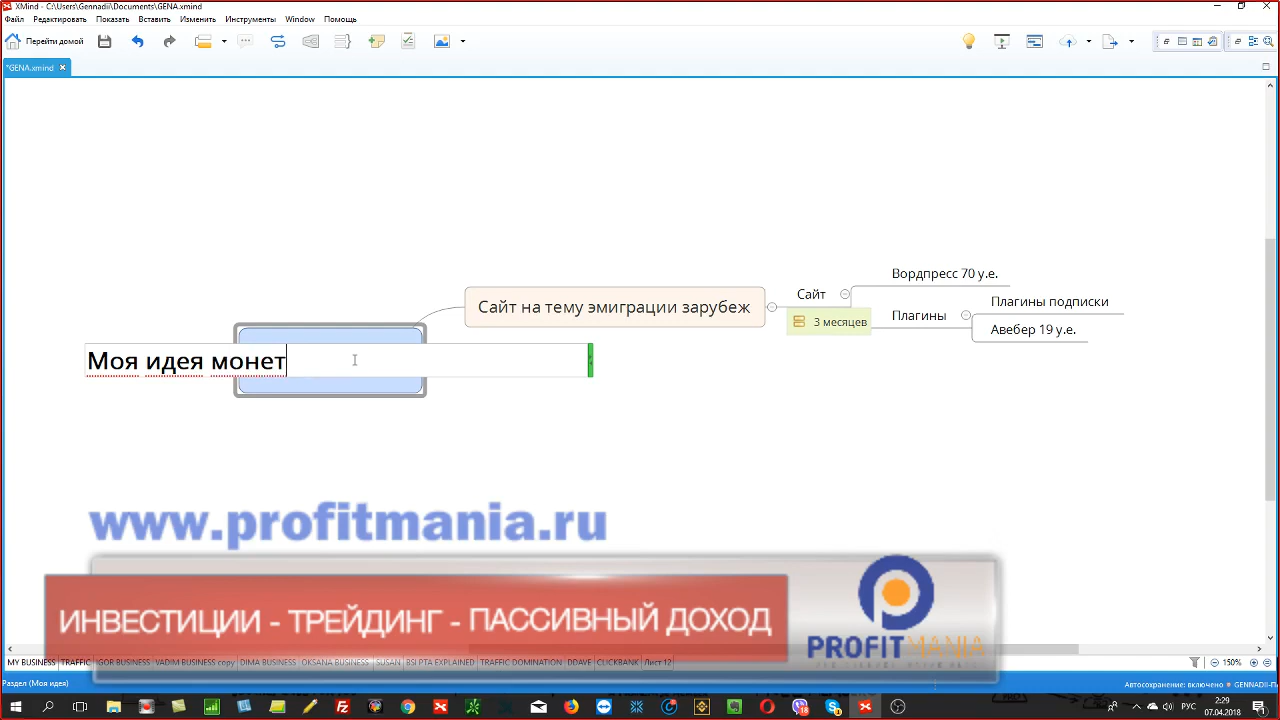 XMind - C:\Users\Gennadii\Documents\GENA.xmind
Файл Редактировать Показать Вставить Изменить Инструменты Window Помощь
Перейти домой
*GENA.xmind
Вордпресс 70 у.е.
Сайт на тему эмиграции зарубеж
Сайт
Плагины подписки
3 месяцев
Плагины
Авебер 19 у.е.
Моя идея монет
www.profitmania.ru
ИНВЕСТИЦИИ - ТРЕЙДИНГ - ПАССИВНЫЙ ДОХОД
PROFITMANIA
MY BUSINESS TRAFFIC IGOR BUSINESS VADIM BUSINESS copy DIMA BUSINESS OKSANA BUSINESS SUSAN BSI PTA EXPLAINED TRAFFIC DOMINATION DDAVE CLICKBANK Лист 12
150%
Раздел (Моя идея)
Автосохранение: включено
РУС
2:29
07.04.2018